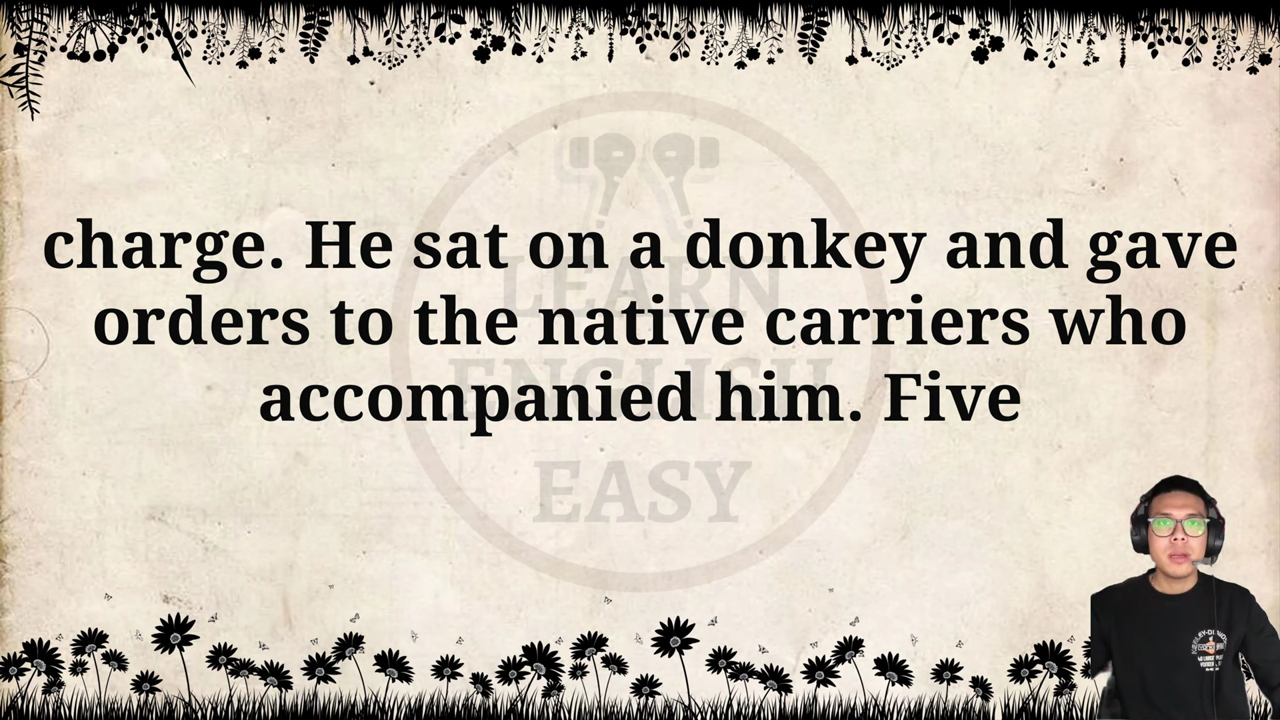 charge. He sat on a donkey and gave
orders to the native carriers who
accompanied him. Five
LEARN
ENGLISH
EASY